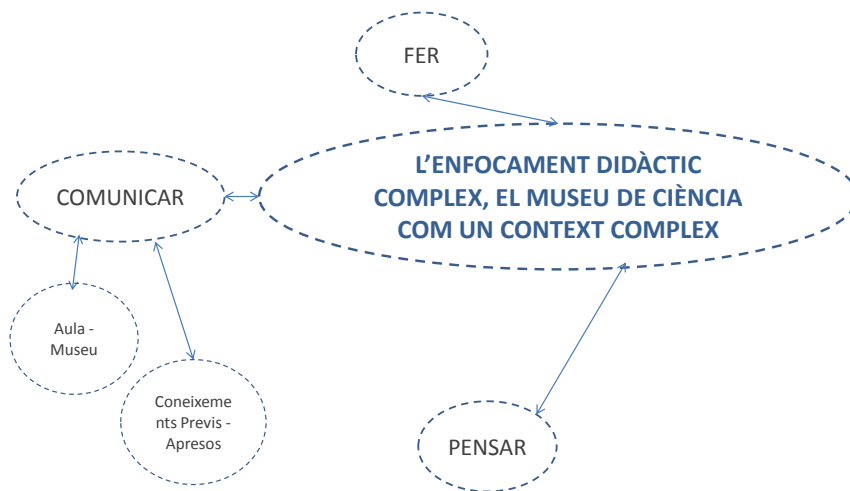 FER
L'ENFOCAMENT DIDÀCTIC
COMPLEX, EL MUSEU DE CIÈNCIA
COM UN CONTEXT COMPLEX
COMUNICAR
Aula -
Museu
Coneixeme
nts Previs -
Apresos
PENSAR